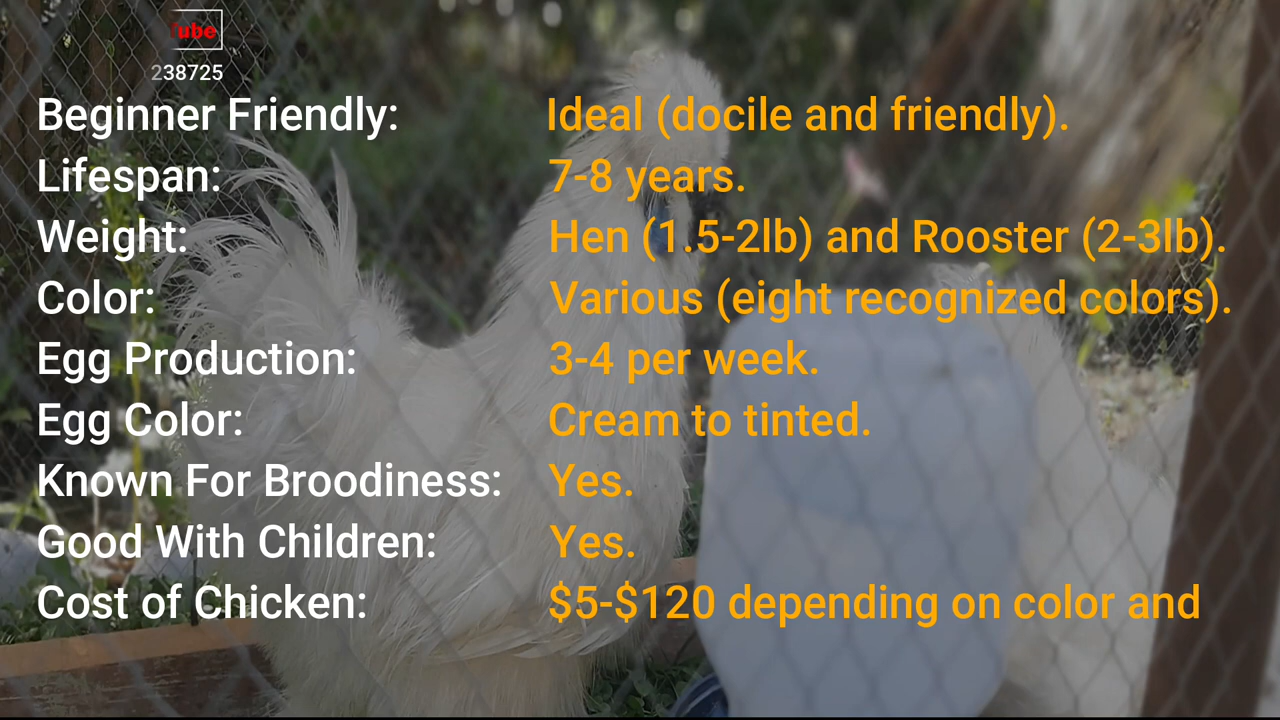 ube
238725
Beginner Friendly: Ideal (docile and friendly).
Lifespan: 7-8 years.
Weight: Hen (1.5-2lb) and Rooster (2-3lb).
Color: Various (eight recognized colors).
Egg Production: 3-4 per week.
Egg Color: Cream to tinted.
Known For Broodiness: Yes.
Good With Children: Yes.
Cost of Chicken: $5-$120 depending on color and